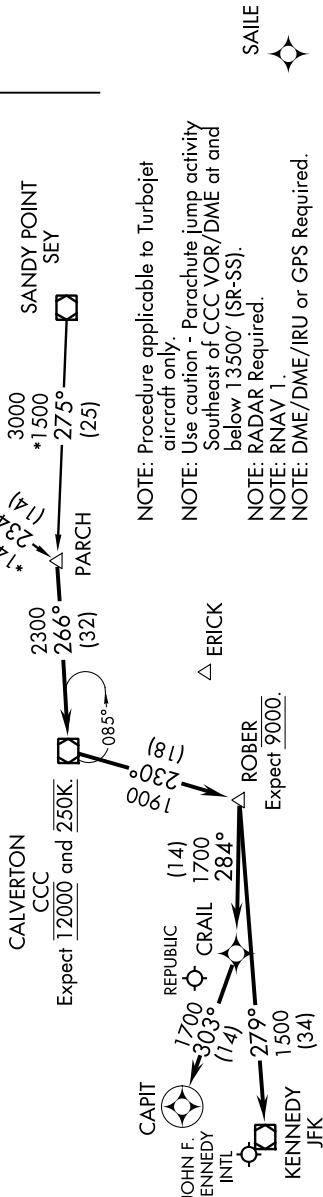 SANDY POINT
SEY
3000
*1500
275°
(25)
234
(14)
PARCH
2300
266°
(32)
CALVERTON
CCC
Expect 12000 and 250K.
085°
1900
230°
(18)
NOTE: Procedure applicable to Turbojet
aircraft only.
NOTE: Use caution - Parachute jump activity
Southeast of CCC VOR/DME at and
below 13500' (SR-SS).
NOTE: RADAR Required.
NOTE: RNAV 1.
NOTE: DME/DME/IRU or GPS Required.
SAILE
ERICK
ROBER
Expect 9000.
(14)
1700
284°
REPUBLIC
CRAIL
1700
303°
(14)
CAPIT
279°
1500
(34)
JOHN F.
ENNEDY
INTL
KENNEDY
JFK